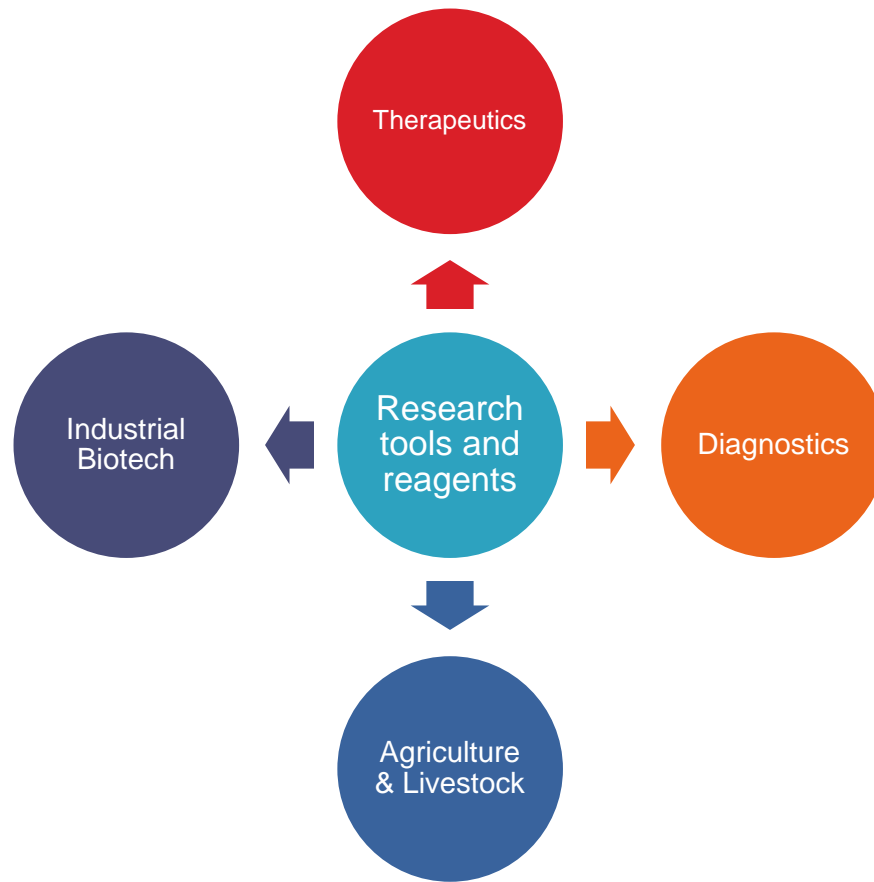 Therapeutics
Industrial
Biotech
Research
tools and
reagents
Diagnostics
Agriculture
& Livestock